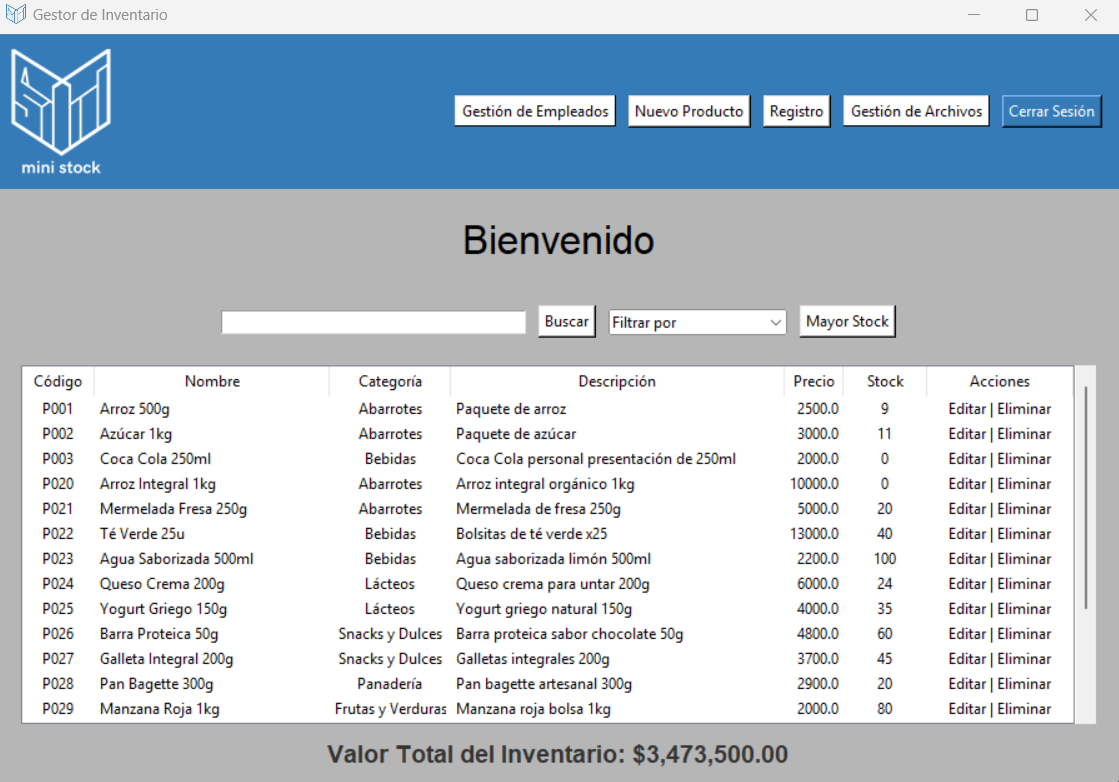 Gestor de Inventario
mini stock
Gestión de Empleados Nuevo Producto Registro Gestión de Archivos Cerrar Sesión
Bienvenido
Buscar Filtrar por Mayor Stock
Código Nombre Categoría Descripción Precio Stock Acciones
P001 Arroz 500g Abarrotes Paquete de arroz 2500.0 9 Editar | Eliminar
P002 Azúcar 1kg Abarrotes Paquete de azúcar 3000.0 11 Editar | Eliminar
P003 Coca Cola 250ml Bebidas Coca Cola personal presentación de 250ml 2000.0 0 Editar | Eliminar
P020 Arroz Integral 1kg Abarrotes Arroz integral orgánico 1kg 10000.0 0 Editar | Eliminar
P021 Mermelada Fresa 250g Abarrotes Mermelada de fresa 250g 5000.0 20 Editar | Eliminar
P022 Té Verde 25u Bebidas Bolsitas de té verde x25 13000.0 40 Editar | Eliminar
P023 Agua Saborizada 500ml Bebidas Agua saborizada limón 500ml 2200.0 100 Editar | Eliminar
P024 Queso Crema 200g Lácteos Queso crema para untar 200g 6000.0 24 Editar | Eliminar
P025 Yogurt Griego 150g Lácteos Yogurt griego natural 150g 4000.0 35 Editar | Eliminar
P026 Barra Proteica 50g Snacks y Dulces Barra proteica sabor chocolate 50g 4800.0 60 Editar | Eliminar
P027 Galleta Integral 200g Snacks y Dulces Galletas integrales 200g 3700.0 45 Editar | Eliminar
P028 Pan Bagette 300g Panadería Pan bagette artesanal 300g 2900.0 20 Editar | Eliminar
P029 Manzana Roja 1kg Frutas y Verduras Manzana roja bolsa 1kg 2000.0 80 Editar | Eliminar
Valor Total del Inventario: $3,473,500.00